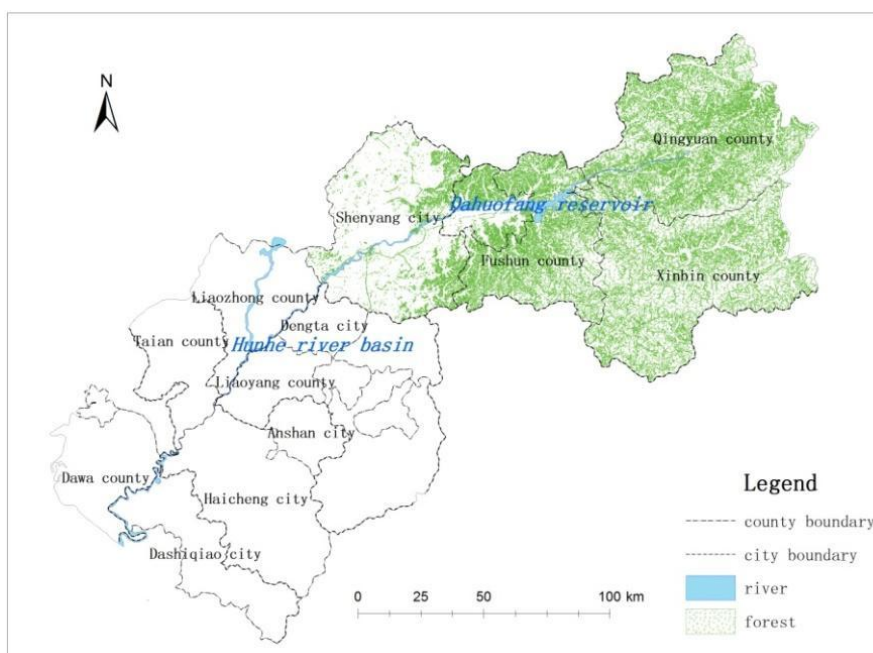 N
Qingyuan county
Dahuofang reservoir
Shenyang city
Fushun county
Xinbin county
Liaozhong county
Dengta city
Taian county
Hunhe river basin
Liaoyang county
Anshan city
Dawa county
Haicheng city
Dashiqiao city
Legend
county boundary
city boundary
river
forest
0 25 50 100 km